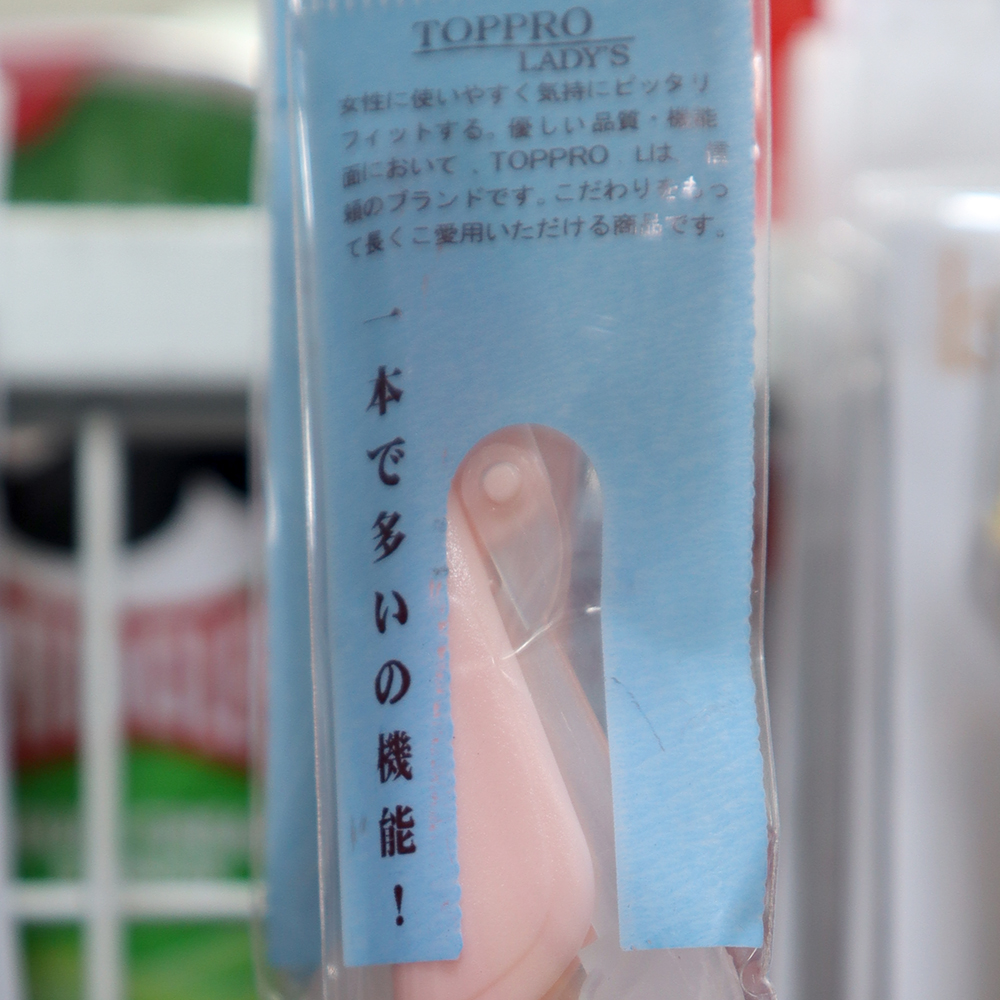 TOPPRO
LADY'S
女性に使いやすく気持にピッタリ
フィットする。優しい品質・機能
面において、TOPPRO Lは、信
頼のブランドです。こだわりをもっ
て長くご愛用いただける商品です。
一本で多いの機能！